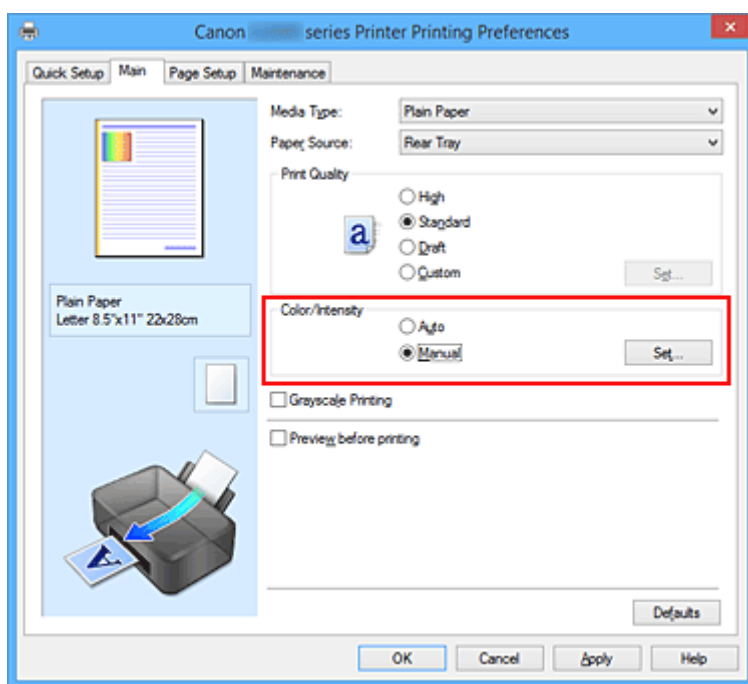 Canon series Printer Printing Preferences
Quick Setup Main Page Setup Maintenance
Media Type: Plain Paper
Paper Source: Rear Tray
Print Quality
High
a Standard
Draft
Custom Set...
Plain Paper
Letter 8.5"x11" 22x28cm
Color/Intensity
Auto
Manual Set...
Grayscale Printing
Preview before printing
A
Defaults
OK Cancel Apply Help